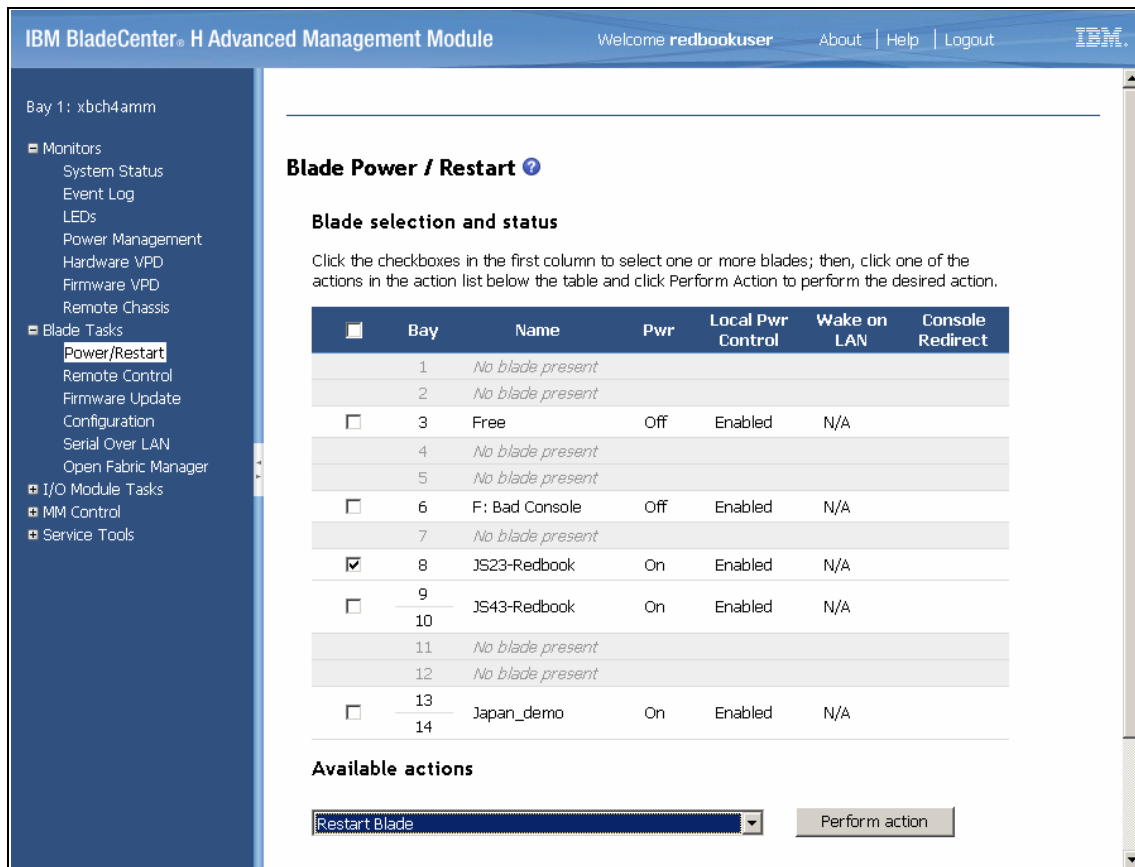 IBM BladeCenter® H Advanced Management Module
Welcome redbookuser
About | Help | Logout
IBM.
Bay 1: xbch4amm
Monitors
System Status
Event Log
LEDs
Power Management
Hardware VPD
Firmware VPD
Remote Chassis
Blade Tasks
Power/Restart
Remote Control
Firmware Update
Configuration
Serial Over LAN
Open Fabric Manager
I/O Module Tasks
MM Control
Service Tools
Blade Power / Restart ?
Blade selection and status
Click the checkboxes in the first column to select one or more blades; then, click one of the
actions in the action list below the table and click Perform Action to perform the desired action.
Bay Name Pwr Local Pwr Control Wake on LAN Console Redirect
1 No blade present
2 No blade present
3 Free Off Enabled N/A
4 No blade present
5 No blade present
6 F: Bad Console Off Enabled N/A
7 No blade present
8 JS23-Redbook On Enabled N/A
9
10 JS43-Redbook On Enabled N/A
11 No blade present
12 No blade present
13
14 Japan_demo On Enabled N/A
Available actions
Restart Blade
Perform action